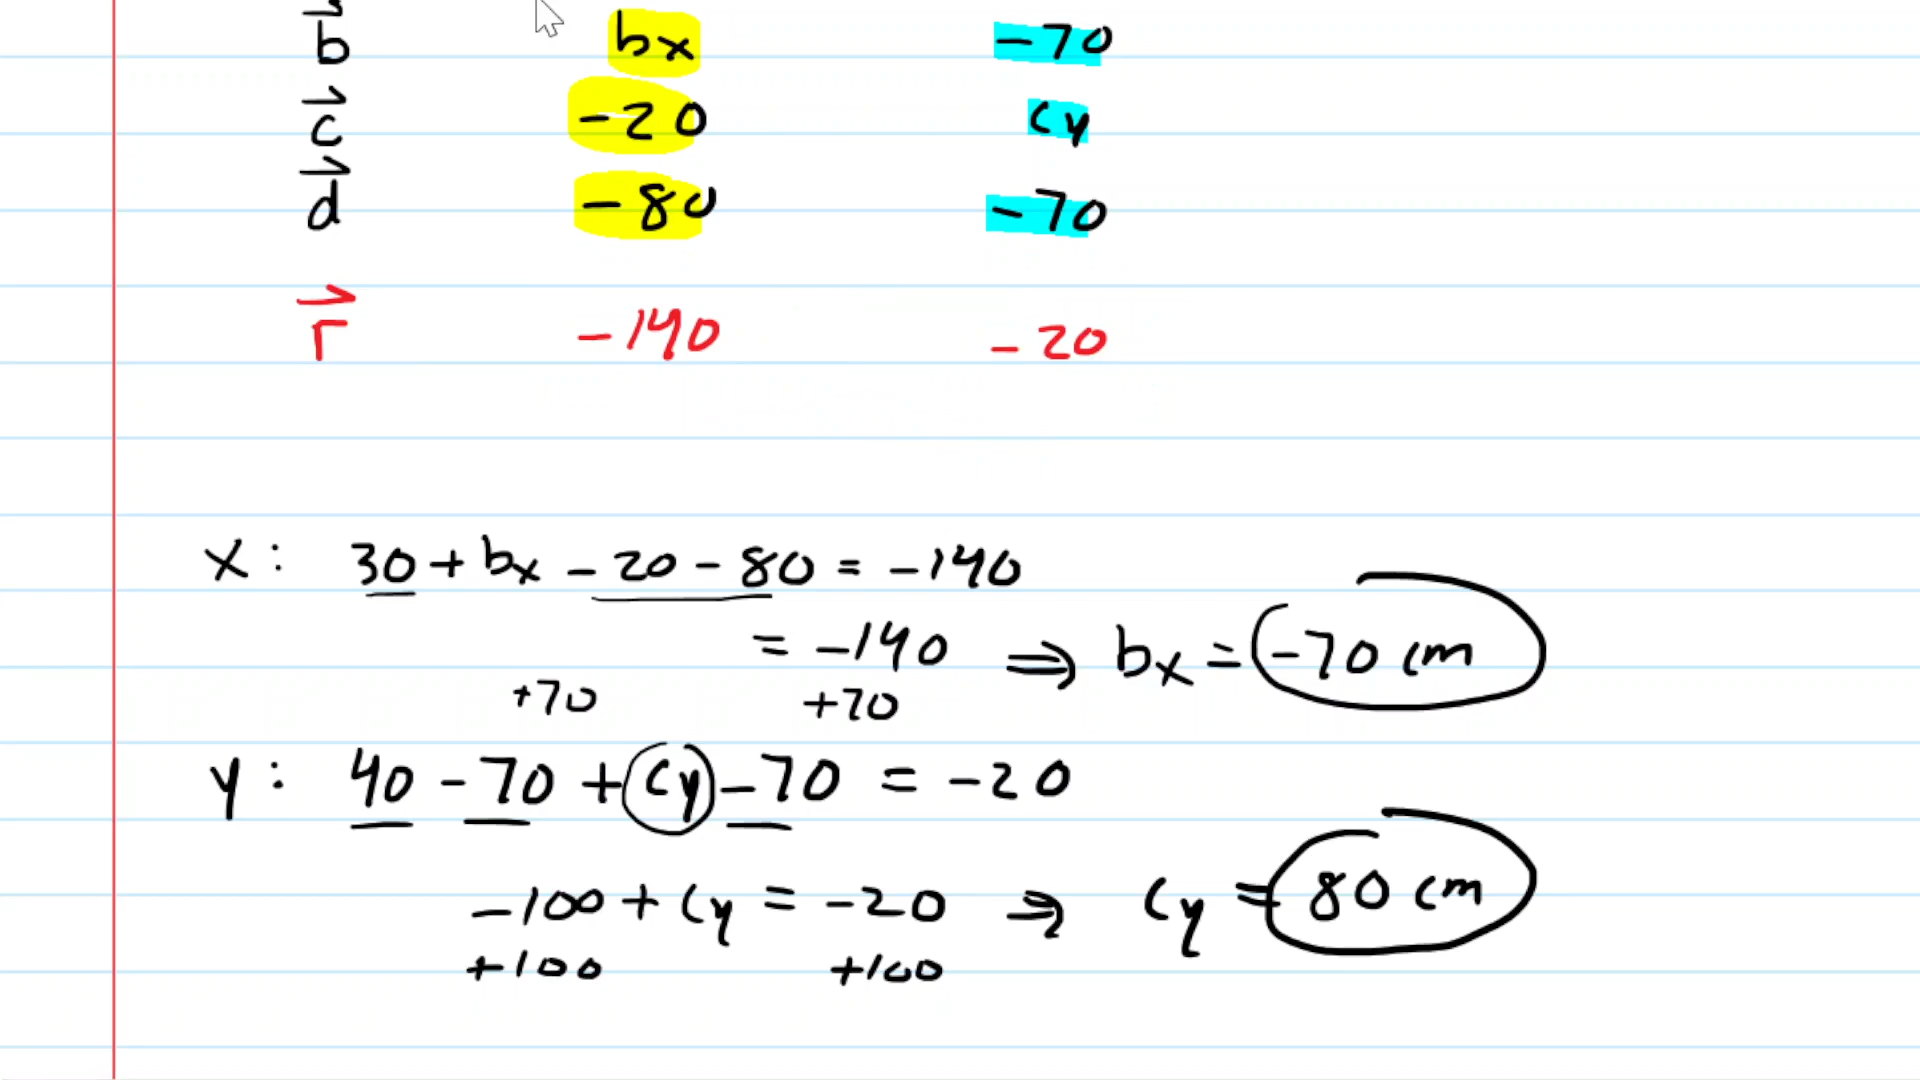 b⃗ bx -70
c⃗ -20 cy
d⃗ -80 -70
r⃗ -140 -20
x: 30 + bx - 20 - 80 = -140
= -140 ⇒ bx = -70 cm
+70 +70
y: 40 - 70 + cy - 70 = -20
-100 + cy = -20 ⇒ cy = 80 cm
+100 +100